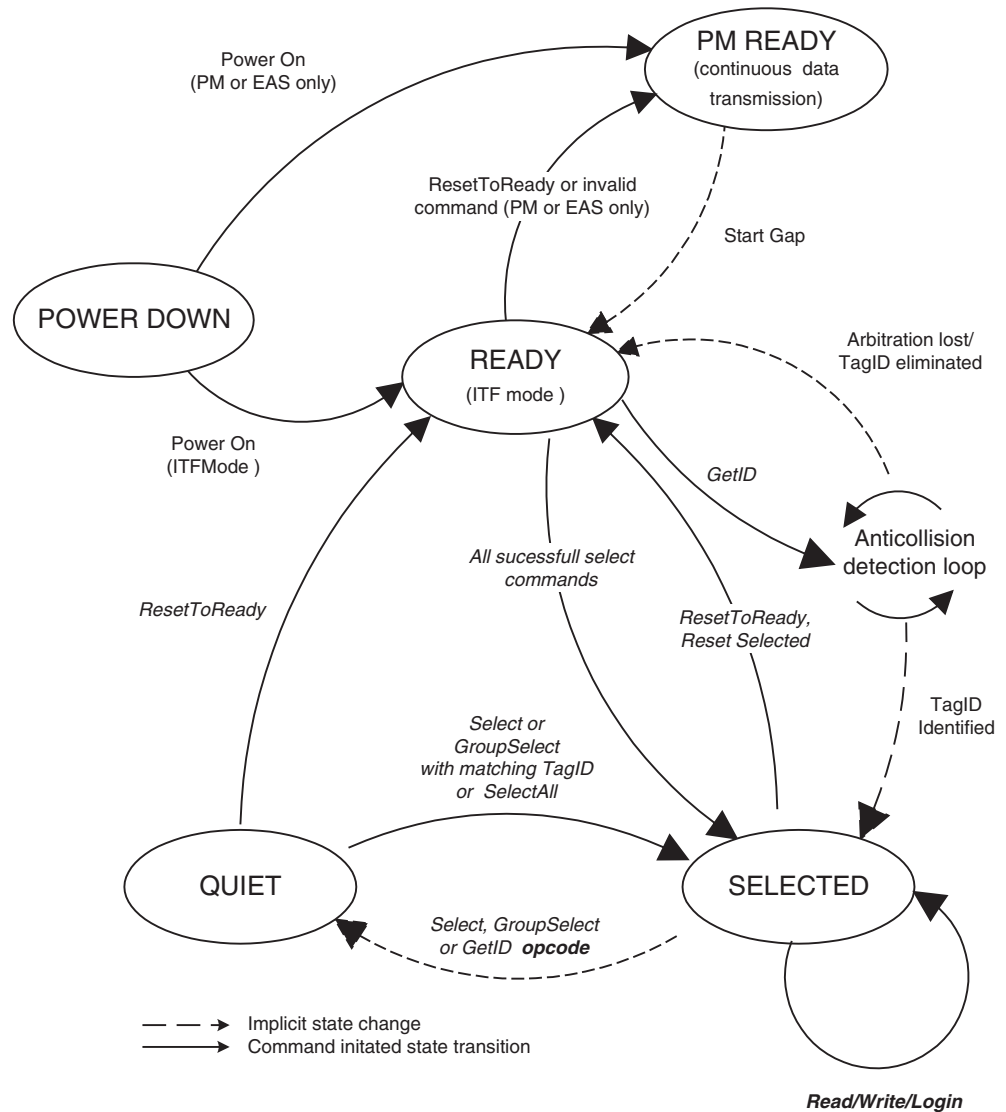 PM READY
(continuous data
transmission)
Power On
(PM or EAS only)
ResetToReady or invalid
command (PM or EAS only)
Start Gap
POWER DOWN
READY
(ITF mode )
Arbitration lost/
TagID eliminated
Power On
(ITFMode )
GetID
Anticollision
detection loop
All sucessfull select
commands
ResetToReady
ResetToReady,
Reset Selected
TagID
Identified
Select or
GroupSelect
with matching TagID
or SelectAll
QUIET
SELECTED
Select, GroupSelect
or GetID opcode
Implicit state change
Command initated state transition
Read/Write/Login